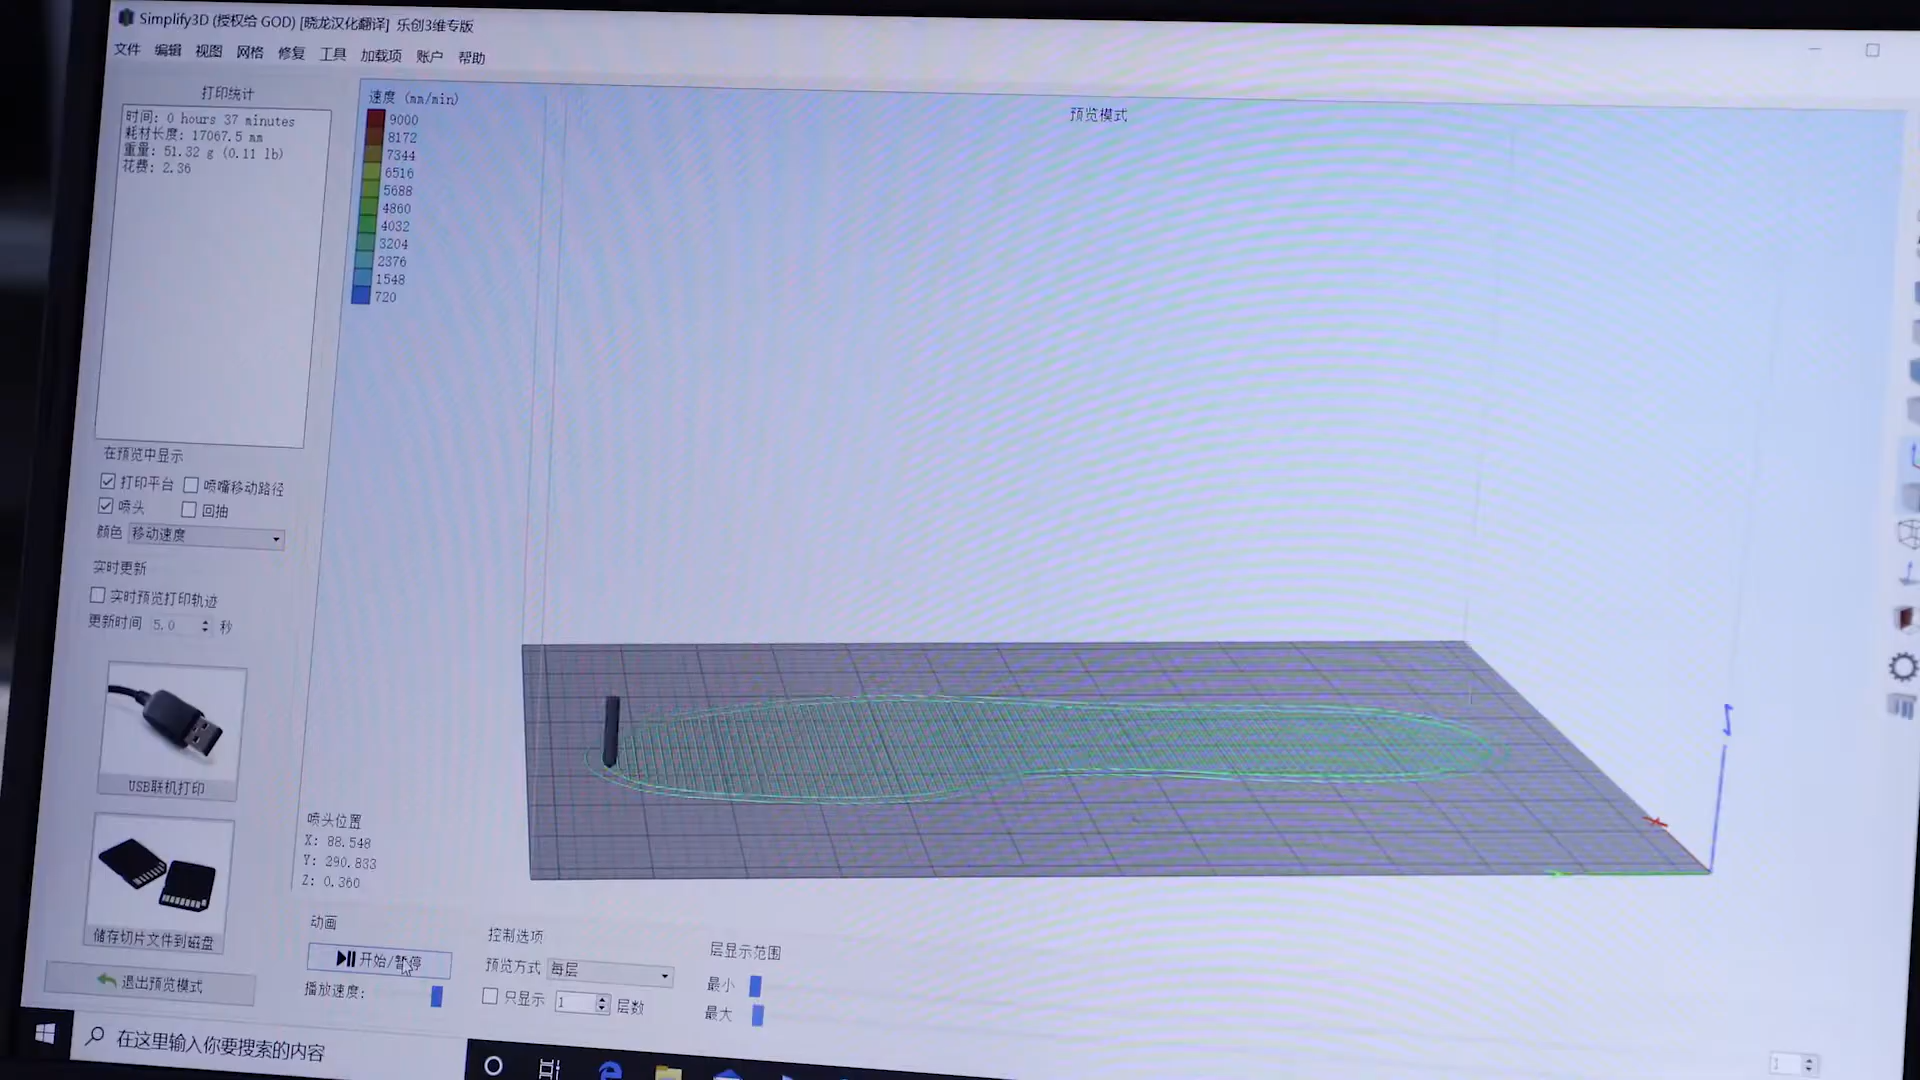 Simplify3D (授权给 GOD) [晓龙汉化翻译] 乐创3维专版
文件 编辑 视图 网格 修复 工具 加载项 账户 帮助
打印统计
时间: 0 hours 37 minutes
耗材长度: 17067.5 mm
重量: 51.32 g (0.11 lb)
花费: 2.36
速度 (mm/min)
9000
8172
7344
6516
5688
4860
4032
3204
2376
1548
720
预览模式
在预览中显示
打印平台 喷嘴移动路径
喷头 回抽
颜色 移动速度
实时更新
实时预览打印轨迹
更新时间 5.0 秒
USB联机打印
储存切片文件到磁盘
退出预览模式
喷头位置
X: 88.548
Y: 290.833
Z: 0.360
动画
开始/暂停
播放速度:
控制选项
预览方式 每层
只显示 1 层数
层显示范围
最小
最大
1
在这里输入你要搜索的内容